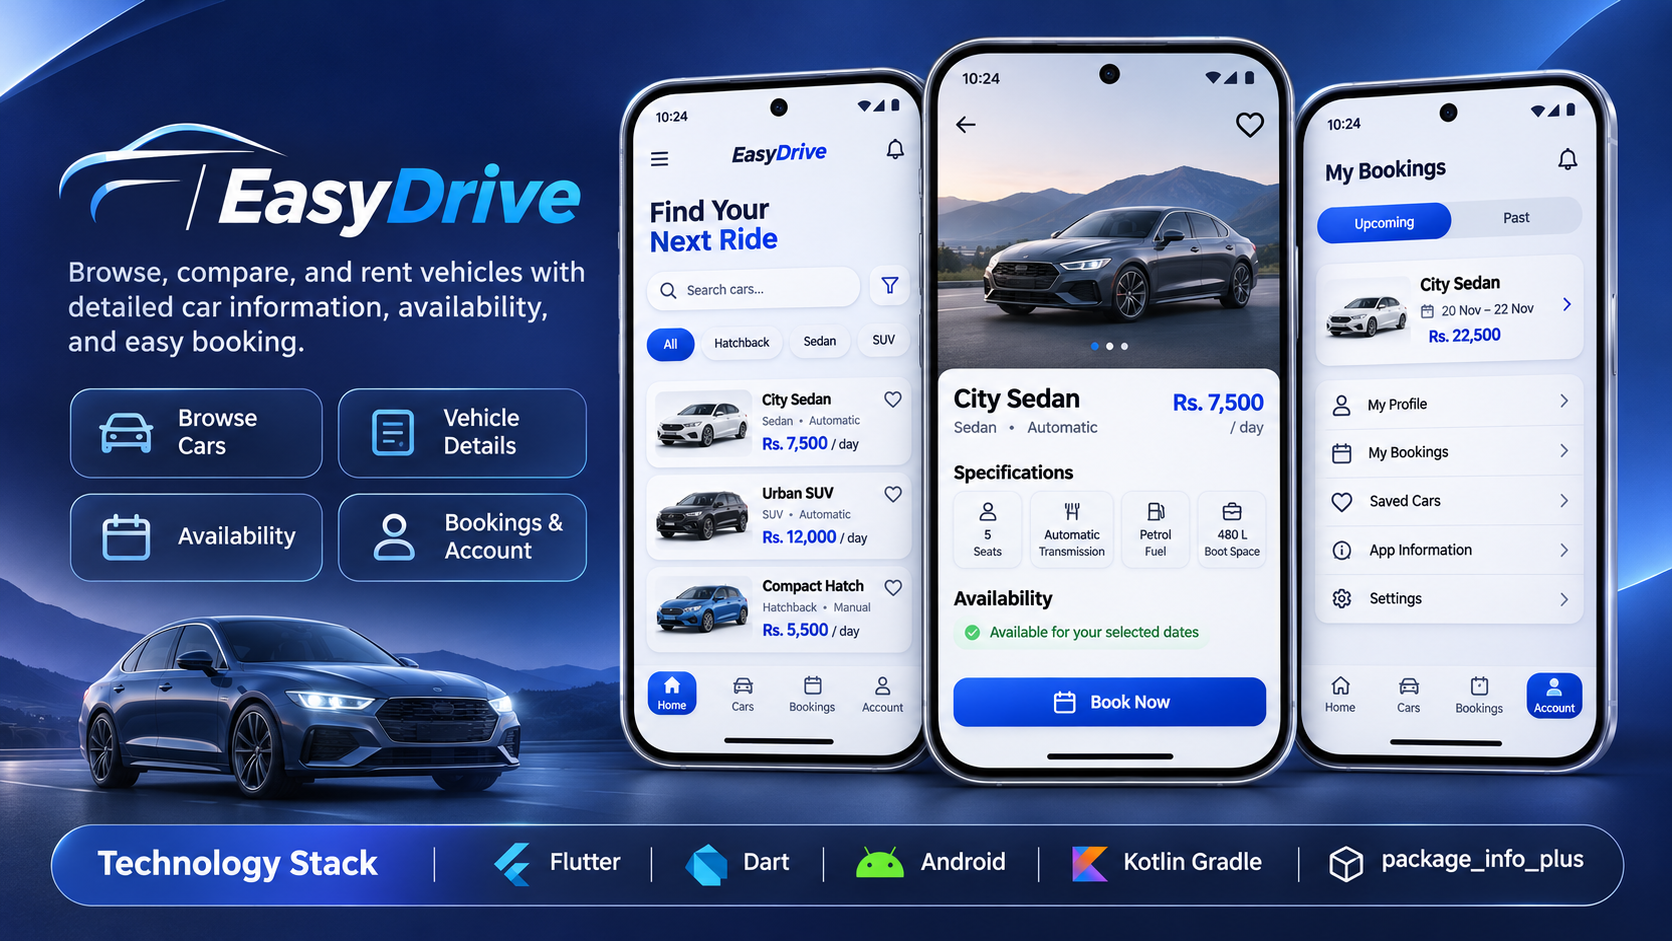 EasyDrive
Browse, compare, and rent vehicles with
detailed car information, availability,
and easy booking.
Browse
Cars
Vehicle
Details
Availability
Bookings &
Account
10:24
EasyDrive
Find Your
Next Ride
Search cars...
All
Hatchback
Sedan
SUV
City Sedan
Sedan • Automatic
Rs. 7,500 / day
Urban SUV
SUV • Automatic
Rs. 12,000 / day
Compact Hatch
Hatchback • Manual
Rs. 5,500 / day
Home
Cars
Bookings
Account
10:24
City Sedan
Rs. 7,500
Sedan • Automatic
/ day
Specifications
5
Seats
Automatic
Transmission
Petrol
Fuel
480 L
Boot Space
Availability
Available for your selected dates
Book Now
10:24
My Bookings
Upcoming
Past
City Sedan
20 Nov – 22 Nov
Rs. 22,500
My Profile
My Bookings
Saved Cars
App Information
Settings
Home
Cars
Bookings
Account
Technology Stack
Flutter
Dart
Android
Kotlin Gradle
package_info_plus